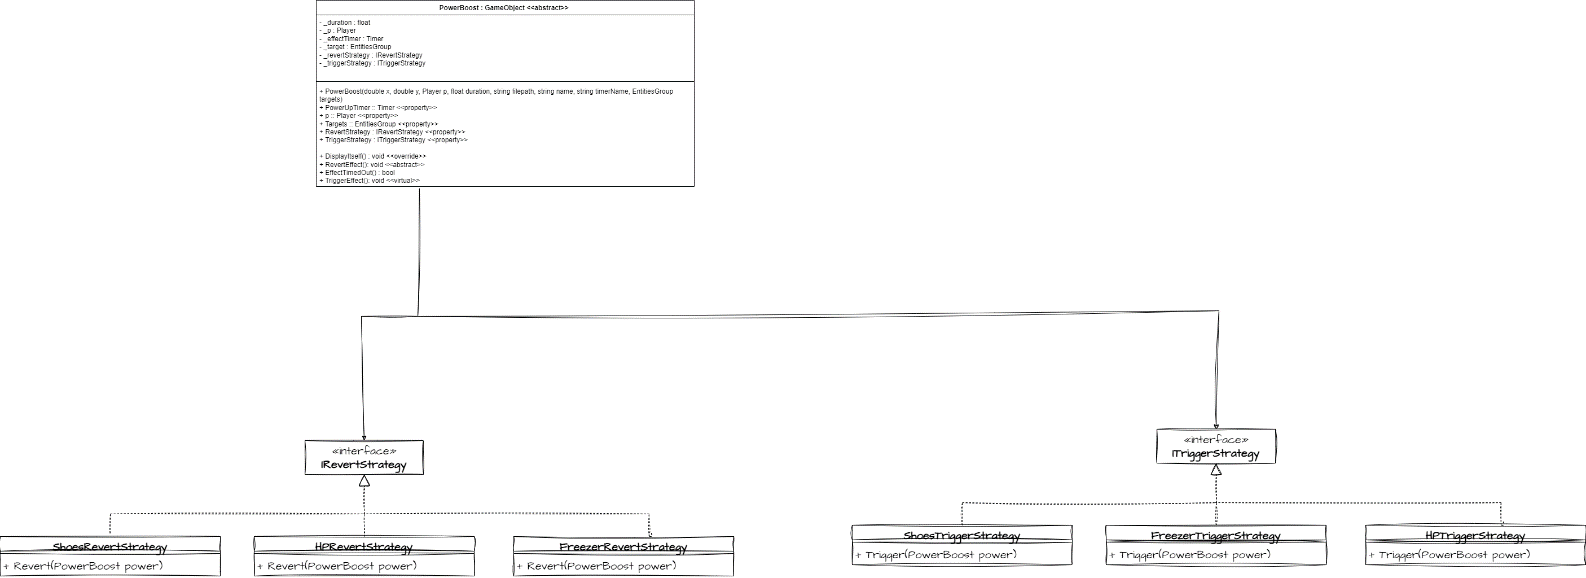 PowerBoost : GameObject <<abstract>>
- _duration : float
- _p : Player
- _effectTimer : Timer
- _target : EntitiesGroup
- _revertStrategy : IRevertStrategy
- _triggerStrategy : ITriggerStrategy
+ PowerBoost(double x, double y, Player p, float duration, string filepath, string name, string timerName, EntitiesGroup
targets)
+ PowerUpTimer :: Timer <<property>>
+ p :: Player <<property>>
+ Targets :: EntitiesGroup <<property>>
+ RevertStrategy : IRevertStrategy <<property>>
+ TriggerStrategy : ITriggerStrategy <<property>>
+ DisplayItself() : void <<override>>
+ RevertEffect(): void <<abstract>>
+ EffectTimedOut() : bool
+ TriggerEffect(): void <<virtual>>
«interface»
IRevertStrategy
«interface»
ITriggerStrategy
ShoesRevertStrategy
+ Revert(PowerBoost power)
HPRevertStrategy
+ Revert(PowerBoost power)
FreezerRevertStrategy
+ Revert(PowerBoost power)
ShoesTriggerStrategy
+ Trigger(PowerBoost power)
FreezerTriggerStrategy
+ Trigger(PowerBoost power)
HPTriggerStrategy
+ Trigger(PowerBoost power)